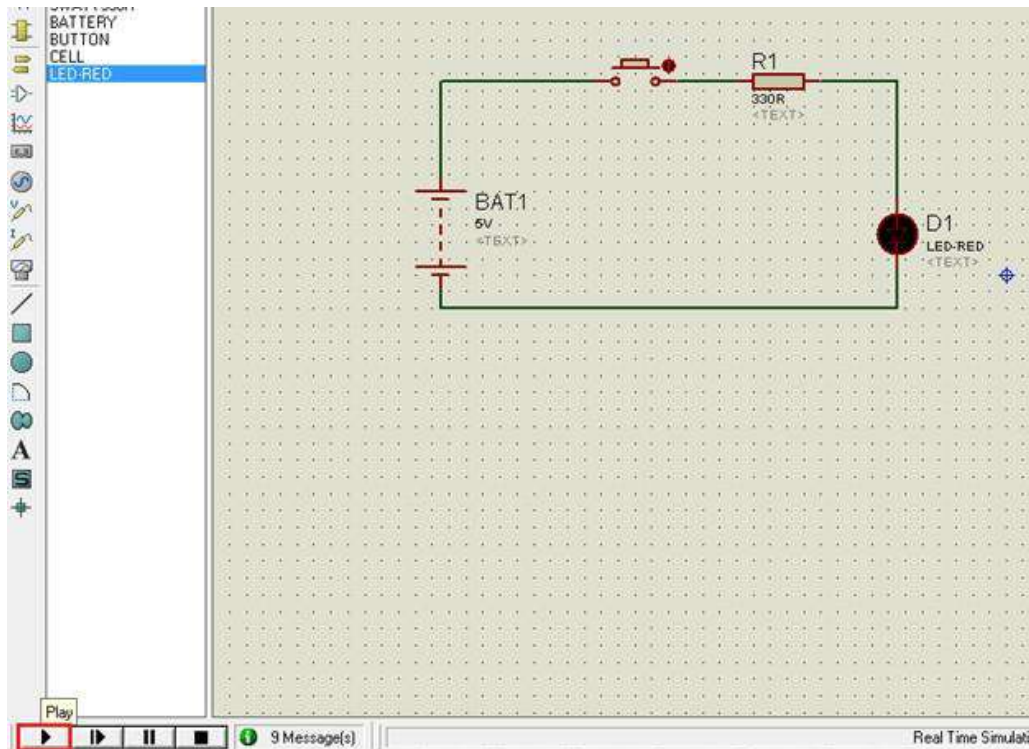 BATTERY
BUTTON
CELL
LED-RED
R1
330R
<TEXT>
BAT1
5V
<TEXT>
D1
LED-RED
<TEXT>
A
S
V
I
Play
9 Message(s)
Real Time Simulati